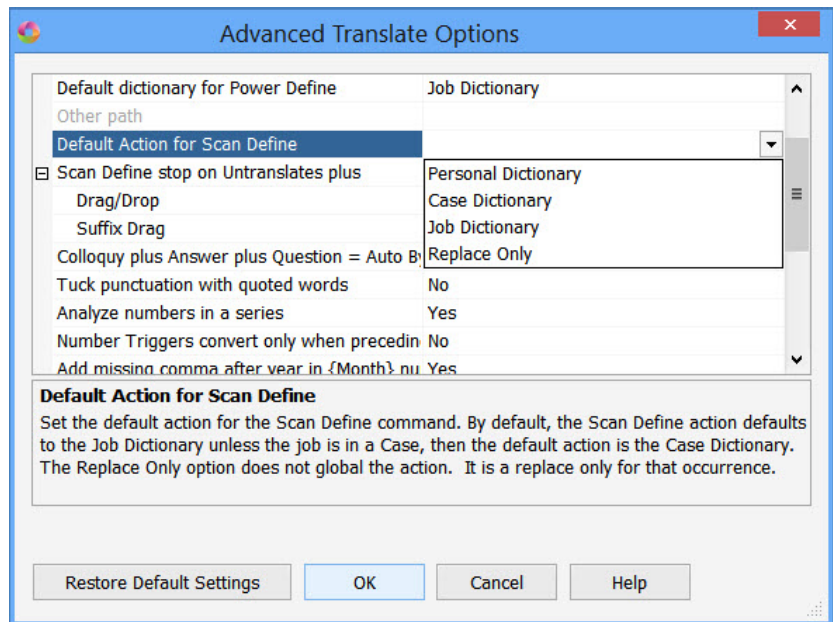 Advanced Translate Options
Default dictionary for Power Define Job Dictionary
Other path
Default Action for Scan Define
Scan Define stop on Untranslates plus
Personal Dictionary
Drag/Drop
Case Dictionary
Suffix Drag
Job Dictionary
Colloquy plus Answer plus Question = Auto By
Replace Only
Tuck punctuation with quoted words No
Analyze numbers in a series Yes
Number Triggers convert only when precedin No
Add missing comma after year in {Month} nu Yes
Default Action for Scan Define
Set the default action for the Scan Define command. By default, the Scan Define action defaults
to the Job Dictionary unless the job is in a Case, then the default action is the Case Dictionary.
The Replace Only option does not global the action.  It is a replace only for that occurrence.
Restore Default Settings OK Cancel Help